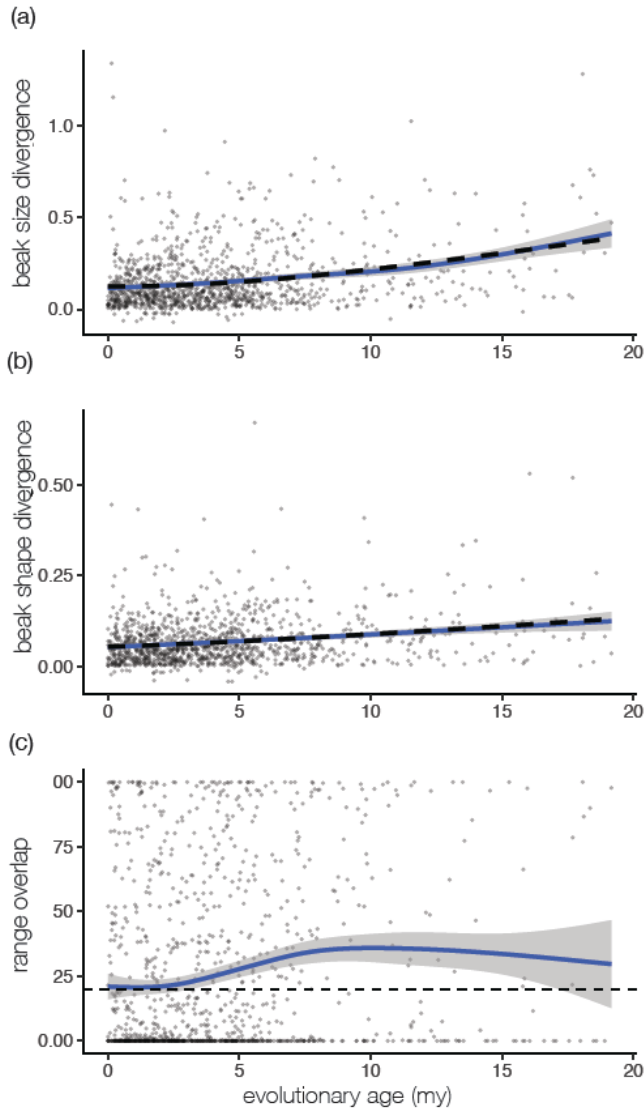 (a)
beak size divergence
1.0
0.5
0.0
0 5 10 15 20
(b)
beak shape divergence
0.50
0.25
0.00
0 5 10 15 20
(c)
range overlap
00
75
50
25
0.00
0 5 10 15 20
evolutionary age (my)